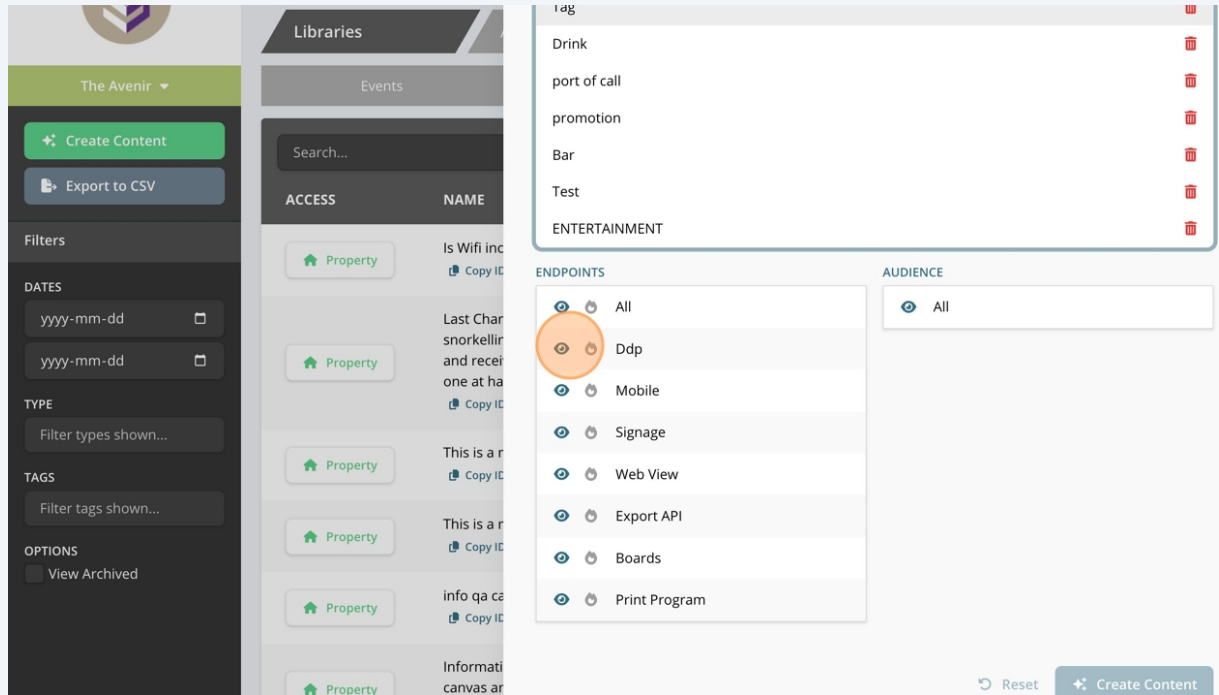 The Avenir
Create Content
Export to CSV
Filters
DATES
yyyy-mm-dd
yyyy-mm-dd
TYPE
Filter types shown...
TAGS
Filter tags shown...
OPTIONS
View Archived
Libraries
Events
Search...
ACCESS NAME
Property
Is Wifi inc
Copy ID
Property
Last Char
snorkellin
and recei
one at ha
Copy ID
Property
This is a r
Copy ID
Property
This is a r
Copy ID
Property
info qa ca
Copy ID
Property
Informati
canvas ar
Tag
Drink
port of call
promotion
Bar
Test
ENTERTAINMENT
ENDPOINTS
All
Ddp
Mobile
Signage
Web View
Export API
Boards
Print Program
AUDIENCE
All
Reset
Create Content